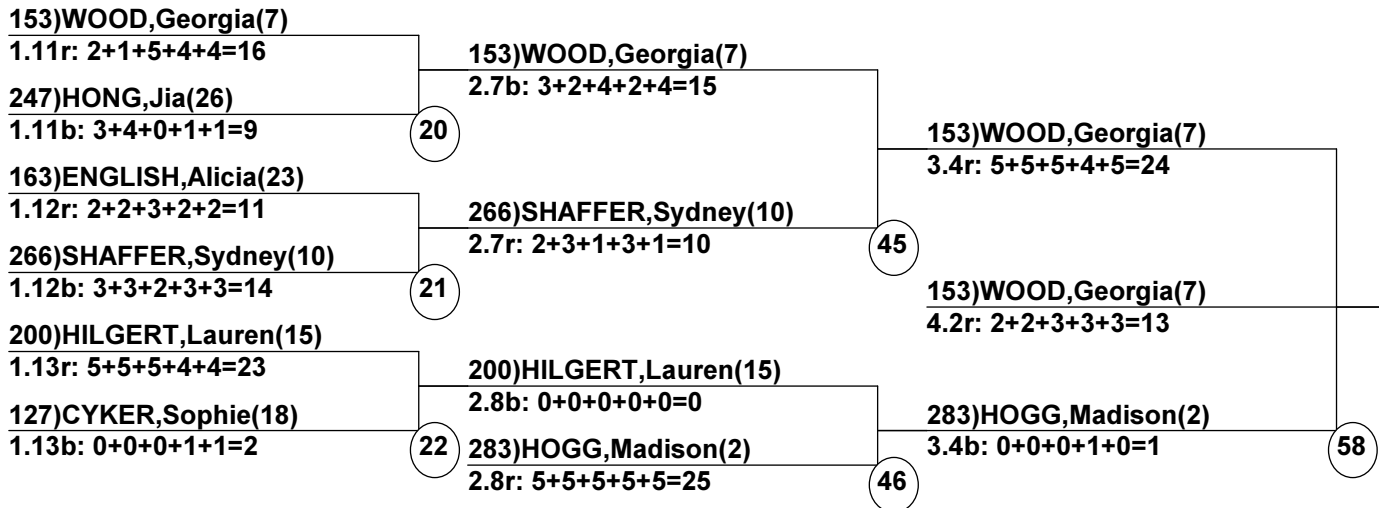 153)WOOD,Georgia(7)
1.11r: 2+1+5+4+4=16
247)HONG,Jia(26)
1.11b: 3+4+0+1+1=9
20
163)ENGLISH,Alicia(23)
1.12r: 2+2+3+2+2=11
266)SHAFFER,Sydney(10)
1.12b: 3+3+2+3+3=14
21
200)HILGERT,Lauren(15)
1.13r: 5+5+5+4+4=23
127)CYKER,Sophie(18)
1.13b: 0+0+0+1+1=2
22
153)WOOD,Georgia(7)
2.7b: 3+2+4+2+4=15
266)SHAFFER,Sydney(10)
2.7r: 2+3+1+3+1=10
45
200)HILGERT,Lauren(15)
2.8b: 0+0+0+0+0=0
283)HOGG,Madison(2)
2.8r: 5+5+5+5+5=25
46
153)WOOD,Georgia(7)
3.4r: 5+5+5+4+5=24
153)WOOD,Georgia(7)
4.2r: 2+2+3+3+3=13
283)HOGG,Madison(2)
3.4b: 0+0+0+1+0=1
58